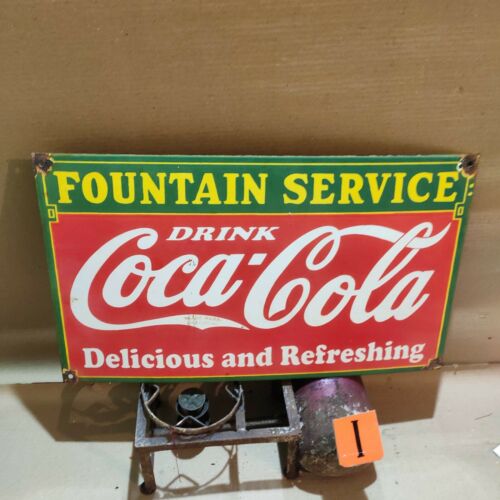 FOUNTAIN SERVICE
DRINK
Coca-Cola
Delicious and Refreshing
I